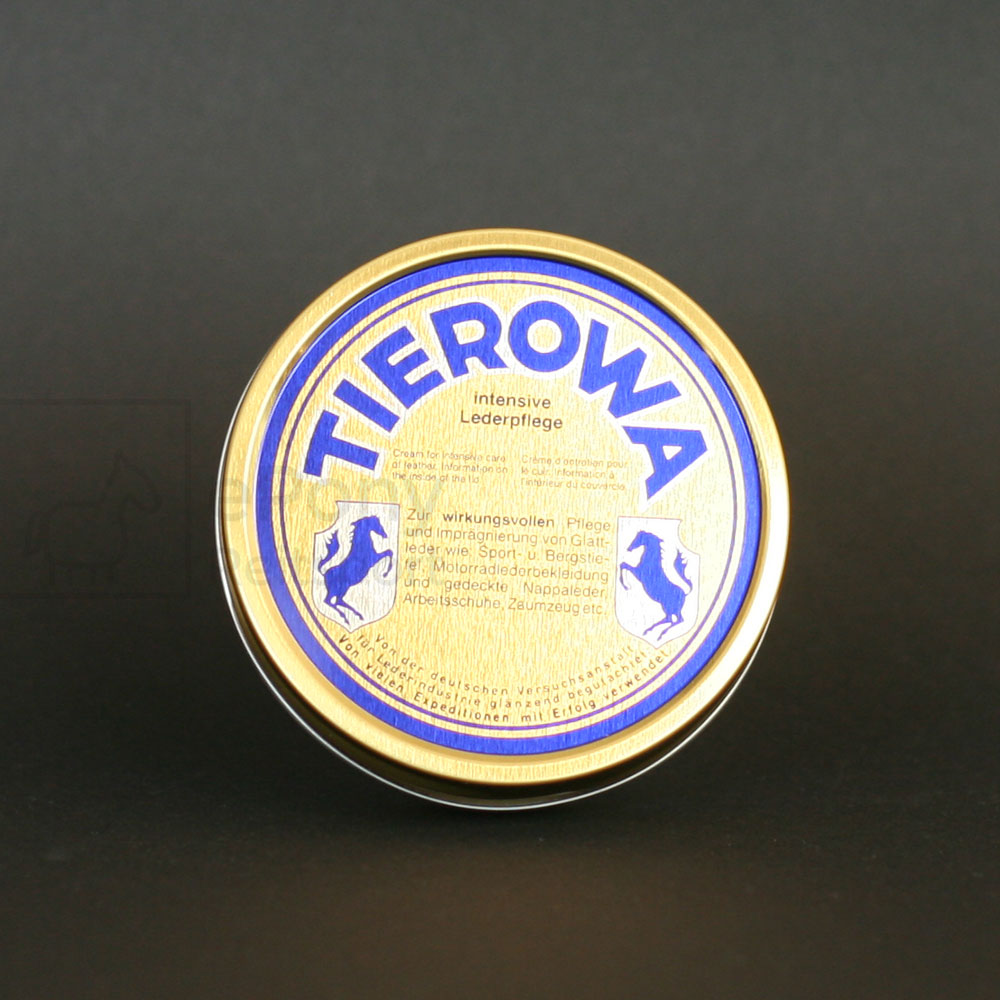 TIEROWA
intensive
Lederpflege
Cream for intensive care
of leather. Information on
the inside of the lid
Crème d'entretien pour
le cuir. Information à
l'intérieur du couvercle
Zur wirkungsvollen Pflege
und Imprägnierung von Glatt-
leder wie: Sport- u. Bergstie-
fel, Motorradlederbekleidung
und gedeckte Nappaleder,
Arbeitsschuhe, Zaumzeug etc.
Von der deutschen Versuchsanstalt
für Lederindustrie glänzend begutachtet.
Von vielen Expeditionen mit Erfolg verwendet.
ePony